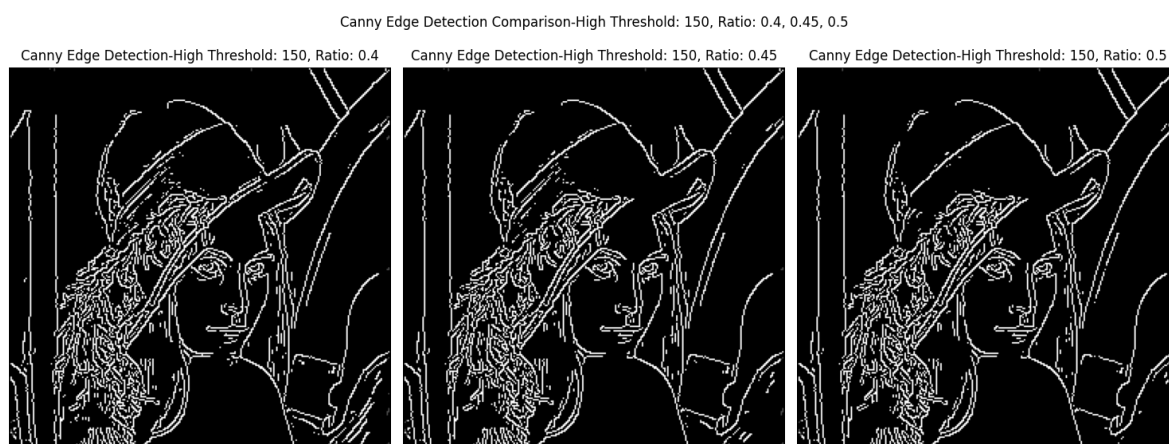 Canny Edge Detection Comparison-High Threshold: 150, Ratio: 0.4, 0.45, 0.5
Canny Edge Detection-High Threshold: 150, Ratio: 0.4
Canny Edge Detection-High Threshold: 150, Ratio: 0.45
Canny Edge Detection-High Threshold: 150, Ratio: 0.5